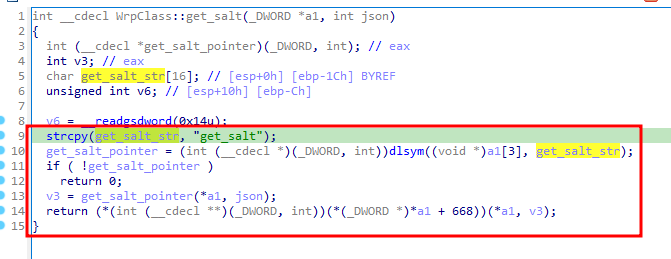 1 int __cdecl WrpClass::get_salt(_DWORD *a1, int json)
2 {
3 int (__cdecl *get_salt_pointer)(_DWORD, int); // eax
4 int v3; // eax
5 char get_salt_str[16]; // [esp+0h] [ebp-1Ch] BYREF
6 unsigned int v6; // [esp+10h] [ebp-Ch]
7
8 v6 = __readgsdword(0x14u);
9 strcpy(get_salt_str, "get_salt");
10 get_salt_pointer = (int (__cdecl *)(_DWORD, int))dlsym((void *)a1[3], get_salt_str);
11 if ( !get_salt_pointer )
12 return 0;
13 v3 = get_salt_pointer(*a1, json);
14 return (*(int (__cdecl **)(_DWORD, int))(*(_DWORD *)*a1 + 668))(*a1, v3);
15 }